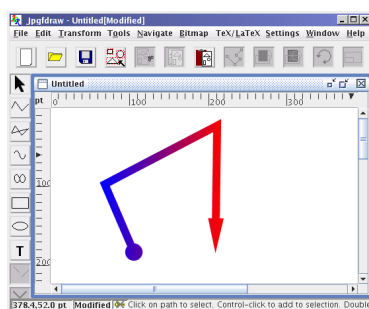 Jpgfdraw - Untitled[Modified]
File Edit Transform Tools Navigate Bitmap TeX/LaTeX Settings Window Help
Untitled
pt 0 100 200 300
100
200
T
378.4,52.0 pt Modified Click on path to select. Control-click to add to selection. Double